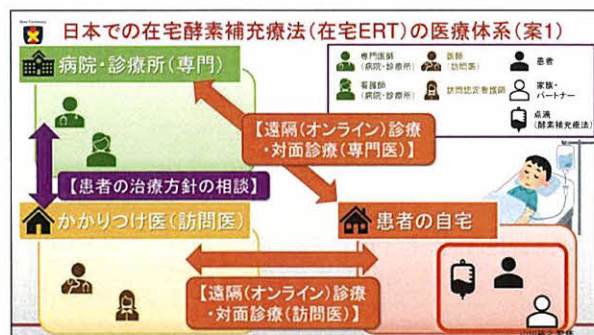 日本での在宅酵素補充療法(在宅ERT)の医療体系(案1)
病院・診療所(専門)
専門医師
(病院・診療所)
医師
(訪問医)
患者
看護師
(病院・診療所)
訪問認定看護師
家族・
パートナー
点滴
(酵素補充療法)
【遠隔(オンライン)診療
・対面診療(専門医)】
【患者の治療方針の相談】
かかりつけ医(訪問医)
患者の自宅
【遠隔(オンライン)診療
・対面診療(訪問医)】